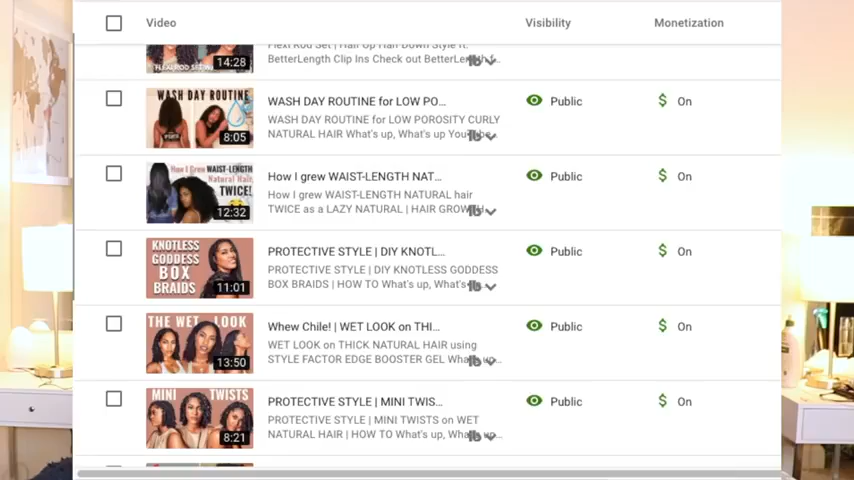 Video
Visibility
Monetization
Flexi Rod Set | Half Up Half Down Style ft.
BetterLength Clip Ins Check out BetterLength
14:28
WASH DAY ROUTINE
8:05
WASH DAY ROUTINE for LOW PO...
WASH DAY ROUTINE for LOW POROSITY CURLY
NATURAL HAIR What's up, What's up YouTube
Public
On
How I Grew WAIST-LENGTH
Natural Hair,
TWICE!
12:32
How I grew WAIST-LENGTH NAT...
How I grew WAIST-LENGTH NATURAL hair
TWICE as a LAZY NATURAL | HAIR GROWTH
Public
On
KNOTLESS
GODDESS
BOX
BRAIDS
11:01
PROTECTIVE STYLE | DIY KNOTL...
PROTECTIVE STYLE | DIY KNOTLESS GODDESS
BOX BRAIDS | HOW TO What's up, What's
Public
On
THE WET LOOK
13:50
Whew Chile! | WET LOOK on THI...
WET LOOK on THICK NATURAL HAIR using
STYLE FACTOR EDGE BOOSTER GEL What's up...
Public
On
MINI TWISTS
8:21
PROTECTIVE STYLE | MINI TWIS...
PROTECTIVE STYLE | MINI TWISTS on WET
NATURAL HAIR | HOW TO What's up, What's up...
Public
On